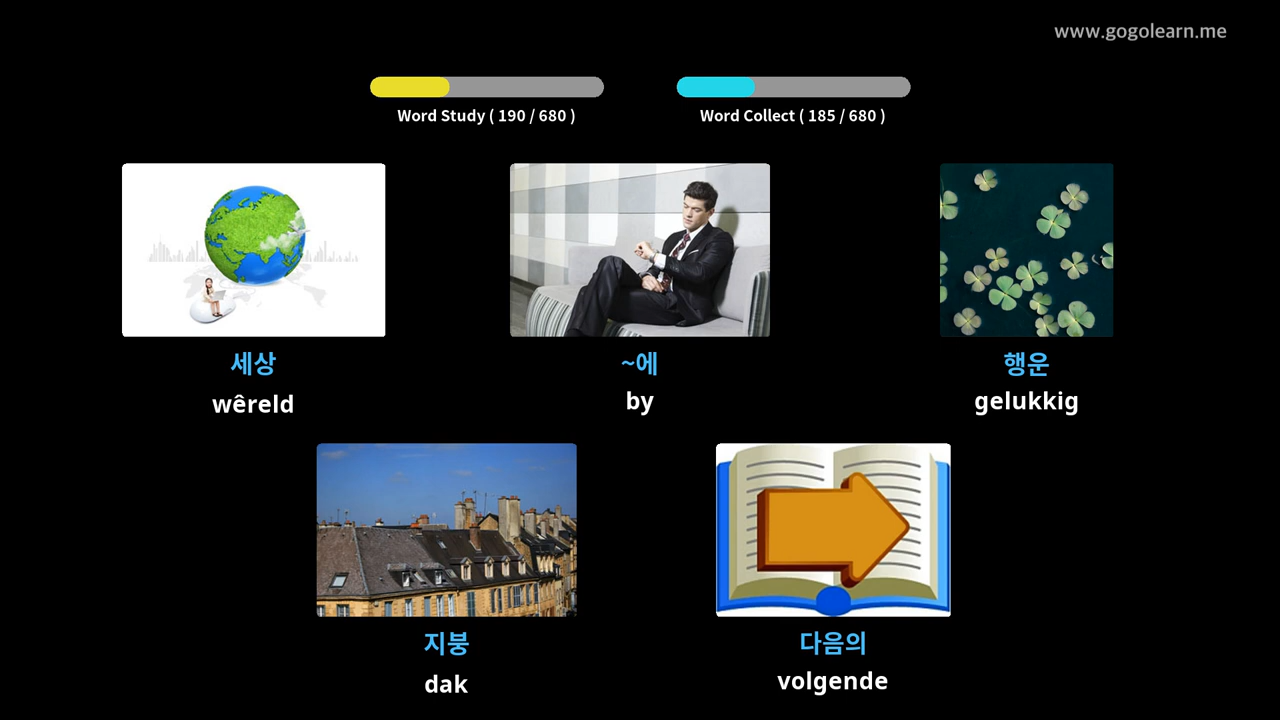 www.gogolearn.me
Word Study ( 190 / 680 )
Word Collect ( 185 / 680 )
세상
wêreld
~에
by
행운
gelukkig
지붕
dak
다음의
volgende